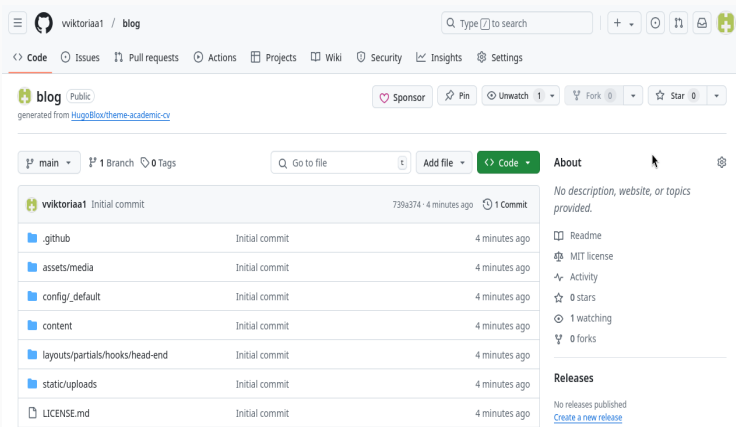 vviktoriaa1 / blog
Type / to search
Code Issues Pull requests Actions Projects Wiki Security Insights Settings
blog Public
generated from HugoBlox/theme-academic-cv
Sponsor Pin Unwatch 1 Fork 0 Star 0
main 1 Branch 0 Tags
Go to file t
Add file
Code
vviktoriaa1 Initial commit 739a374 · 4 minutes ago 1 Commit
.github Initial commit 4 minutes ago
assets/media Initial commit 4 minutes ago
config/_default Initial commit 4 minutes ago
content Initial commit 4 minutes ago
layouts/partials/hooks/head-end Initial commit 4 minutes ago
static/uploads Initial commit 4 minutes ago
LICENSE.md Initial commit 4 minutes ago
About
No description, website, or topics
provided.
Readme
MIT license
Activity
0 stars
1 watching
0 forks
Releases
No releases published
Create a new release